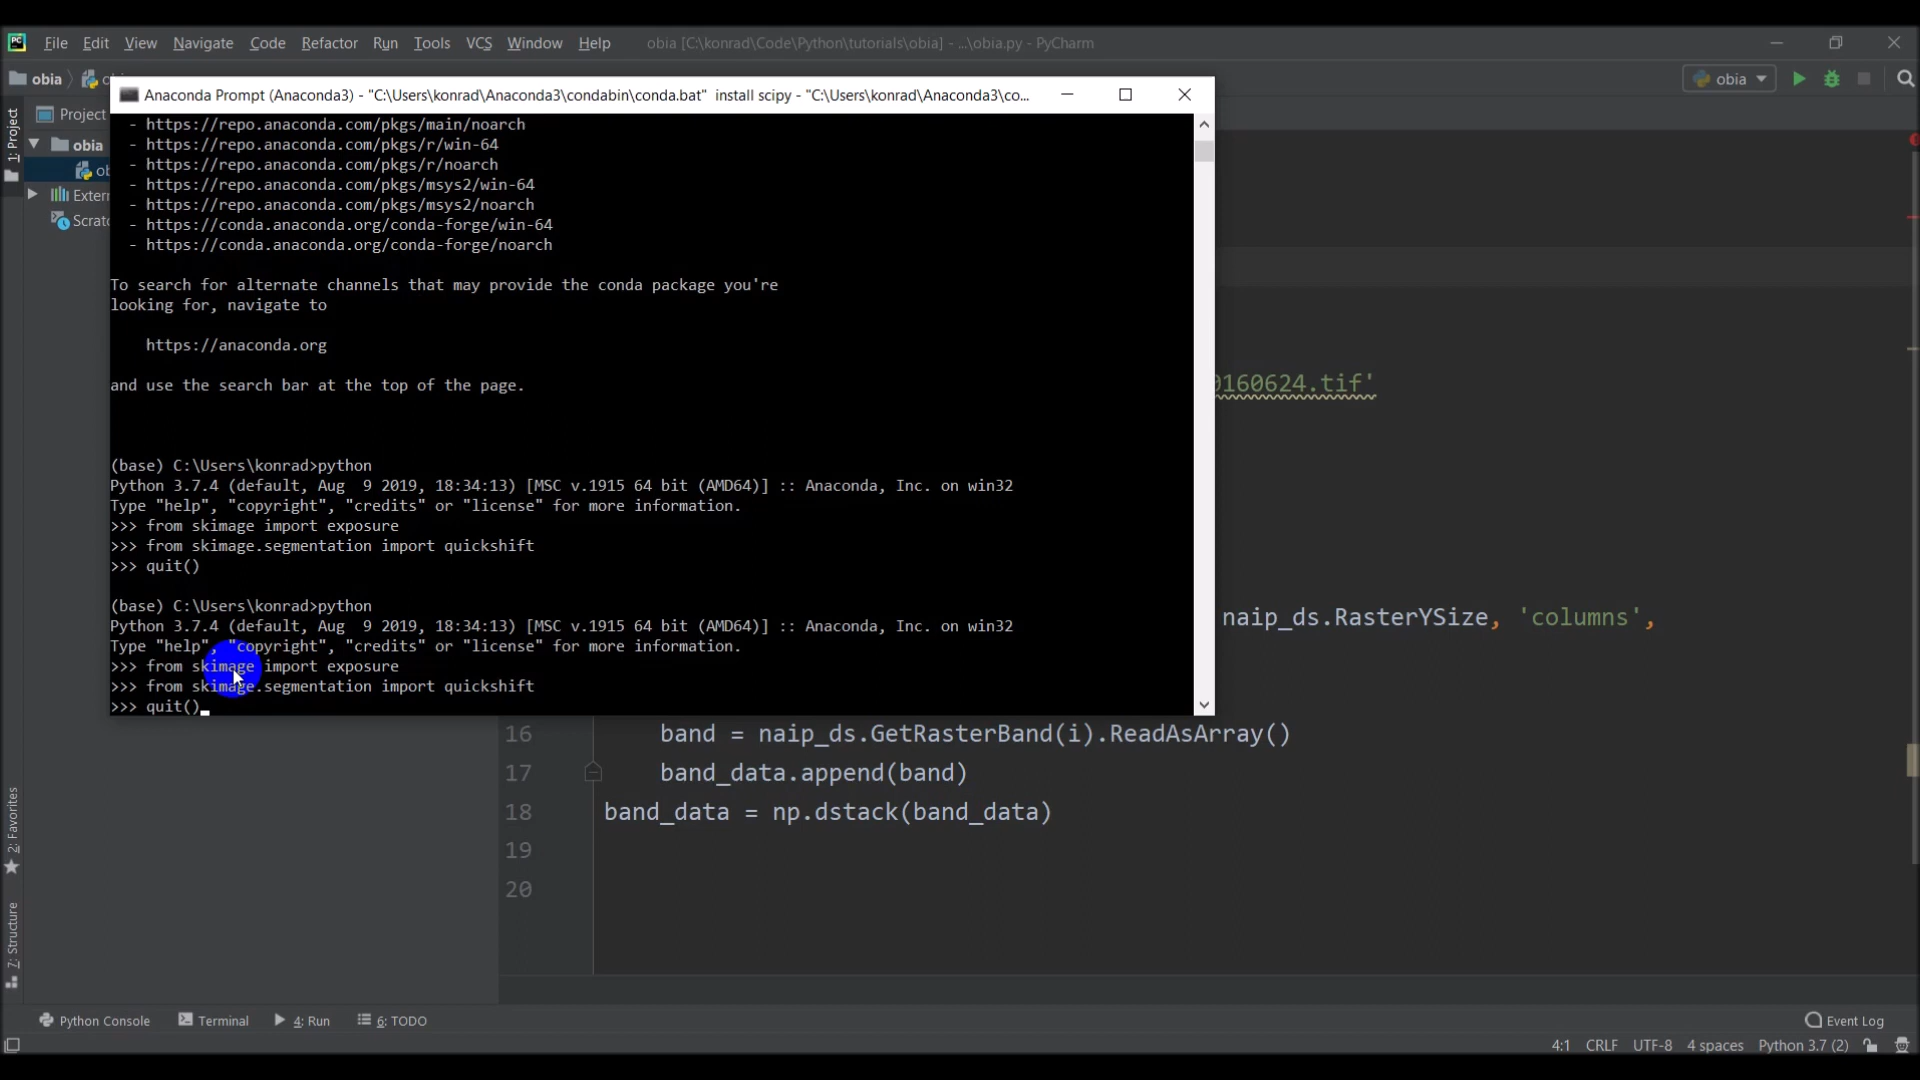 File Edit View Navigate Code Refactor Run Tools VCS Window Help obia [C:\konrad\Code\Python\tutorials\obia] - ...\obia.py - PyCharm
obia
obia
Anaconda Prompt (Anaconda3) - "C:\Users\konrad\Anaconda3\condabin\conda.bat" install scipy - "C:\Users\konrad\Anaconda3\co...
1: Project
Project
obia
- https://repo.anaconda.com/pkgs/main/noarch
- https://repo.anaconda.com/pkgs/r/win-64
- https://repo.anaconda.com/pkgs/r/noarch
- https://repo.anaconda.com/pkgs/msys2/win-64
- https://repo.anaconda.com/pkgs/msys2/noarch
- https://conda.anaconda.org/conda-forge/win-64
- https://conda.anaconda.org/conda-forge/noarch
To search for alternate channels that may provide the conda package you're
looking for, navigate to
https://anaconda.org
and use the search bar at the top of the page.
0160624.tif'
(base) C:\Users\konrad>python
Python 3.7.4 (default, Aug  9 2019, 18:34:13) [MSC v.1915 64 bit (AMD64)] :: Anaconda, Inc. on win32
Type "help", "copyright", "credits" or "license" for more information.
>>> from skimage import exposure
>>> from skimage.segmentation import quickshift
>>> quit()
(base) C:\Users\konrad>python
Python 3.7.4 (default, Aug  9 2019, 18:34:13) [MSC v.1915 64 bit (AMD64)] :: Anaconda, Inc. on win32
Type "help", "copyright", "credits" or "license" for more information.
>>> from skimage import exposure
>>> from skimage.segmentation import quickshift
>>> quit()
naip_ds.RasterYSize, 'columns',
16 band = naip_ds.GetRasterBand(i).ReadAsArray()
17 band_data.append(band)
18 band_data = np.dstack(band_data)
19
20
2: Favorites
Z: Structure
Python Console Terminal 4: Run 6: TODO Event Log
4:1 CRLF UTF-8 4 spaces Python 3.7 (2)